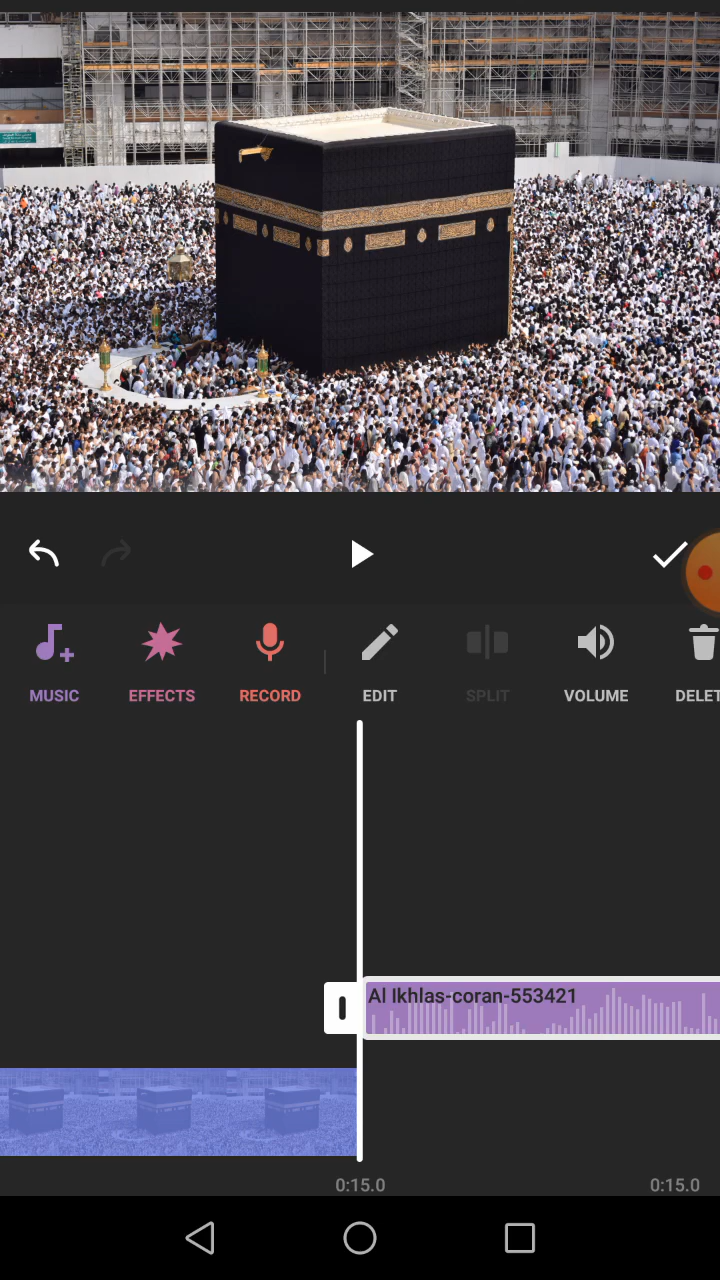 MUSIC
EFFECTS
RECORD
EDIT
SPLIT
VOLUME
DELET
Al Ikhlas-coran-553421
0:15.0
0:15.0